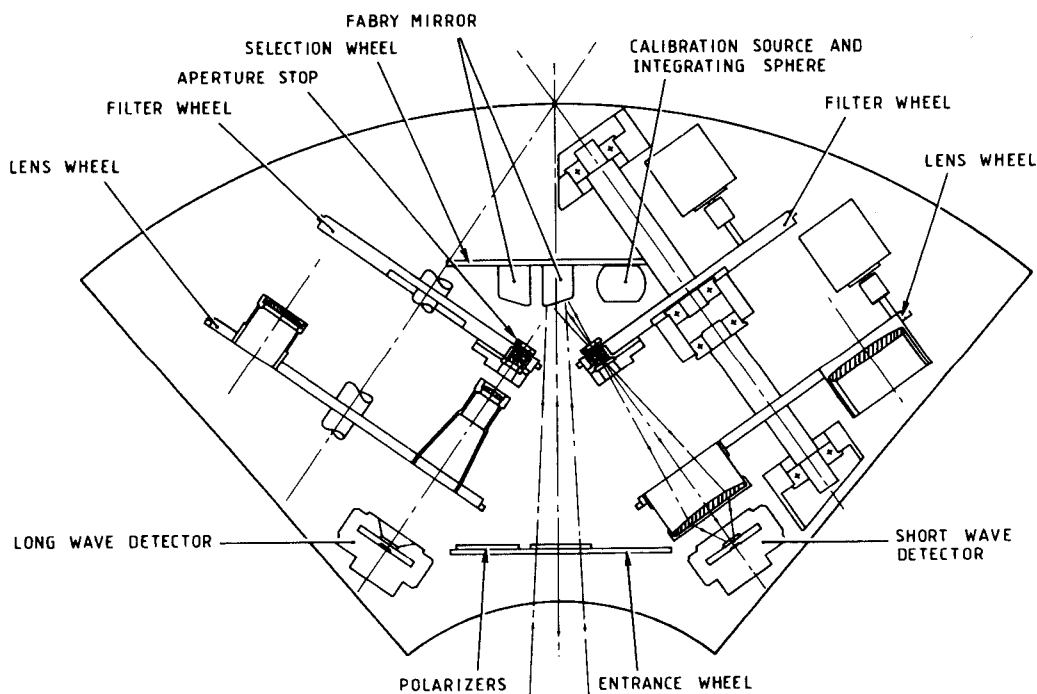 FABRY MIRROR
SELECTION WHEEL
CALIBRATION SOURCE AND
INTEGRATING SPHERE
APERTURE STOP
FILTER WHEEL
FILTER WHEEL
LENS WHEEL
LENS WHEEL
LONG WAVE DETECTOR
SHORT WAVE
DETECTOR
POLARIZERS
ENTRANCE WHEEL